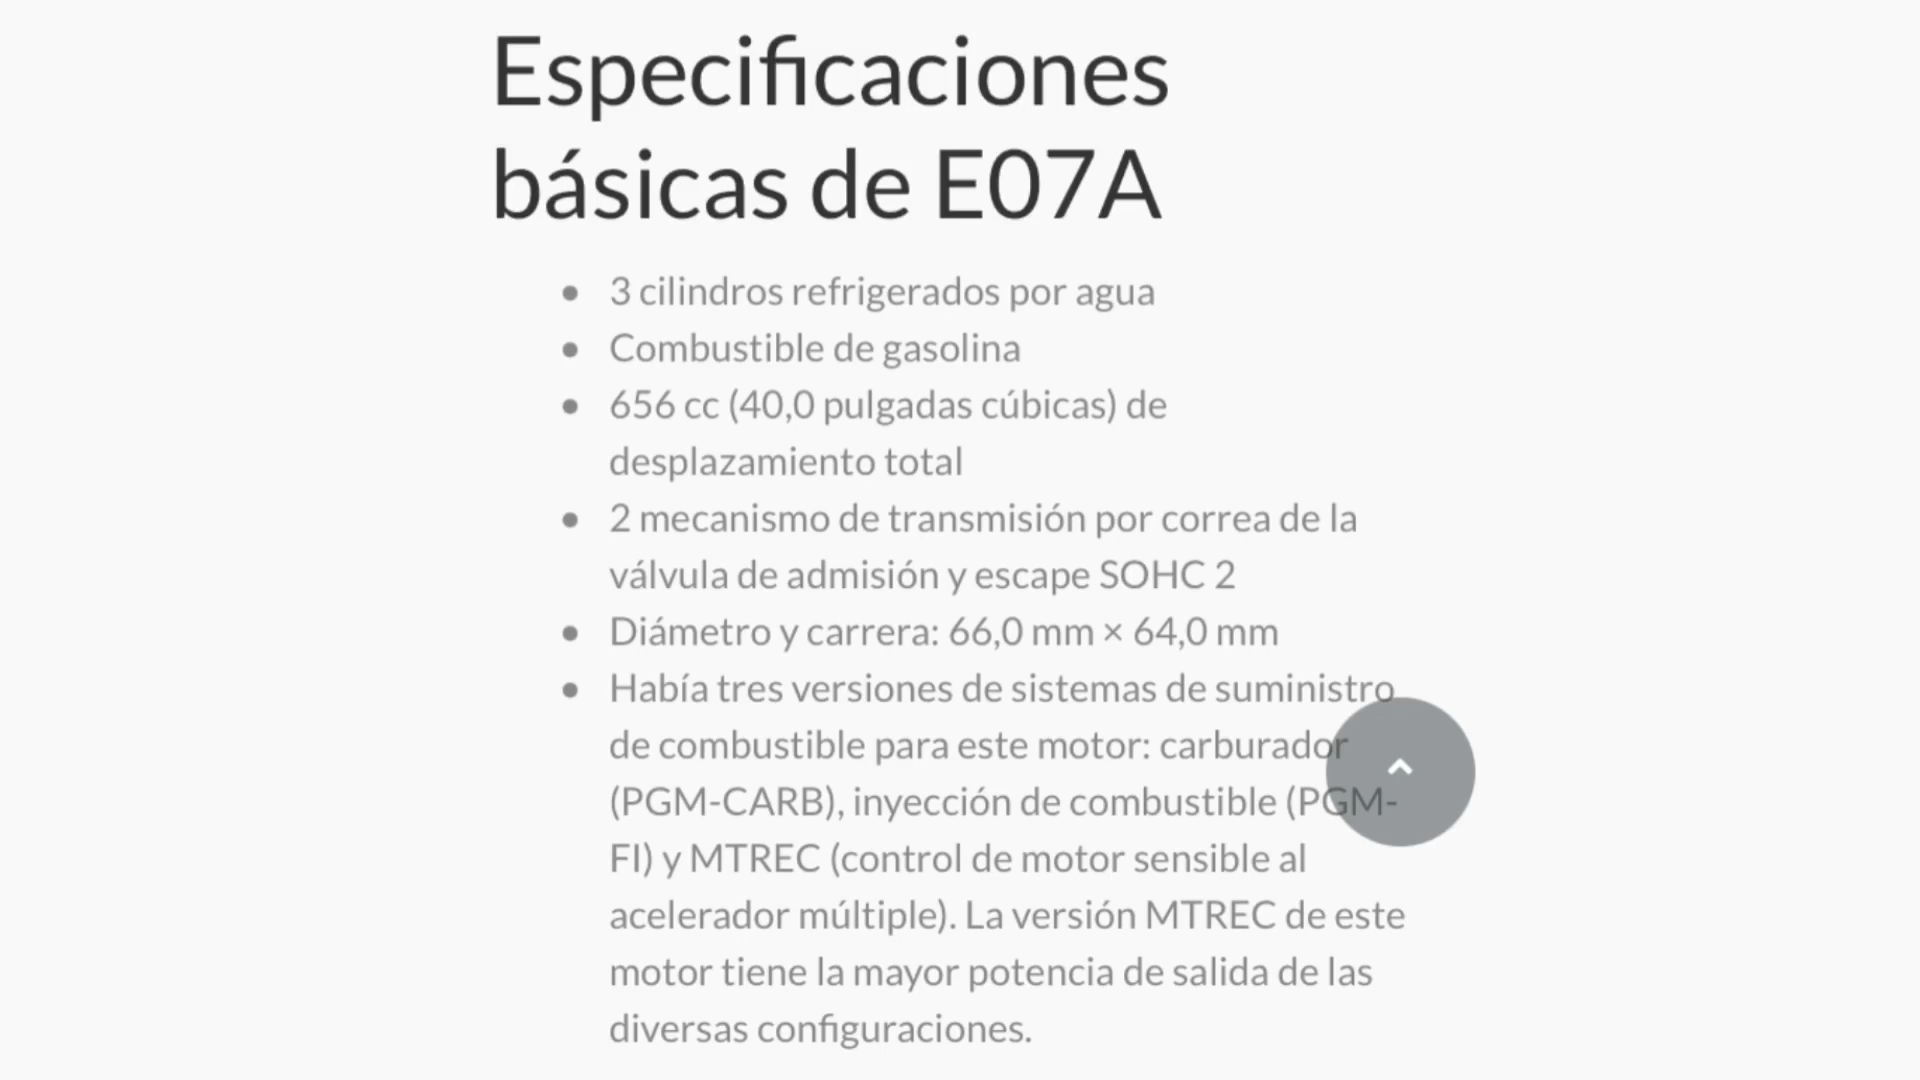 Especificaciones
básicas de E07A
3 cilindros refrigerados por agua
Combustible de gasolina
656 cc (40,0 pulgadas cúbicas) de
desplazamiento total
2 mecanismo de transmisión por correa de la
válvula de admisión y escape SOHC 2
Diámetro y carrera: 66,0 mm × 64,0 mm
Había tres versiones de sistemas de suministro
de combustible para este motor: carburador
(PGM-CARB), inyección de combustible (PGM-
FI) y MTREC (control de motor sensible al
acelerador múltiple). La versión MTREC de este
motor tiene la mayor potencia de salida de las
diversas configuraciones.